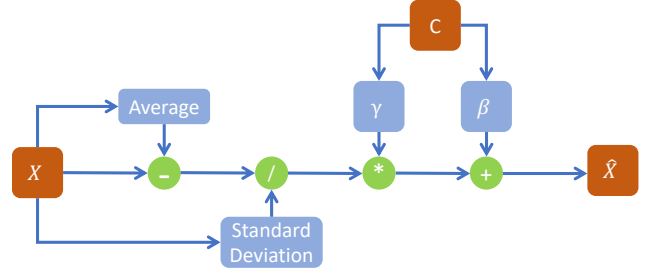 C
Average
γ
β
X
-
/
*
+
X̂
Standard
Deviation